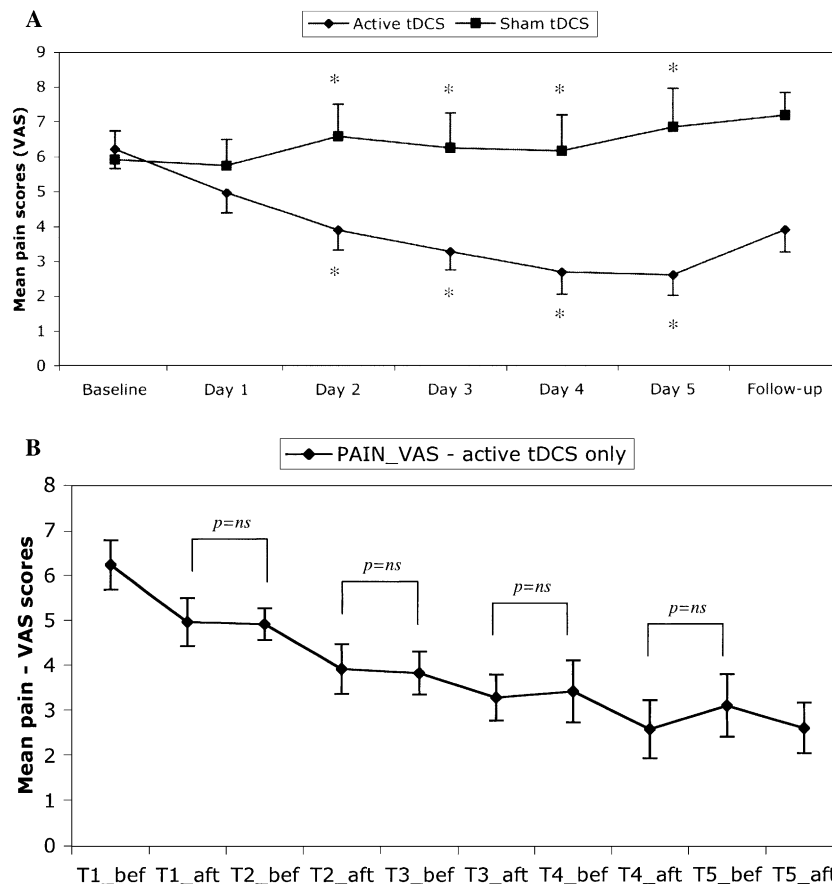 A
Active tDCS Sham tDCS
Mean pain scores (VAS)
9
8
7
6
5
4
3
2
1
0
* * * *
* * * *
Baseline Day 1 Day 2 Day 3 Day 4 Day 5 Follow-up
B
PAIN_VAS - active tDCS only
Mean pain - VAS scores
8
7
6
5
4
3
2
1
0
p=ns
p=ns
p=ns
p=ns
T1_bef T1_aft T2_bef T2_aft T3_bef T3_aft T4_bef T4_aft T5_bef T5_aft